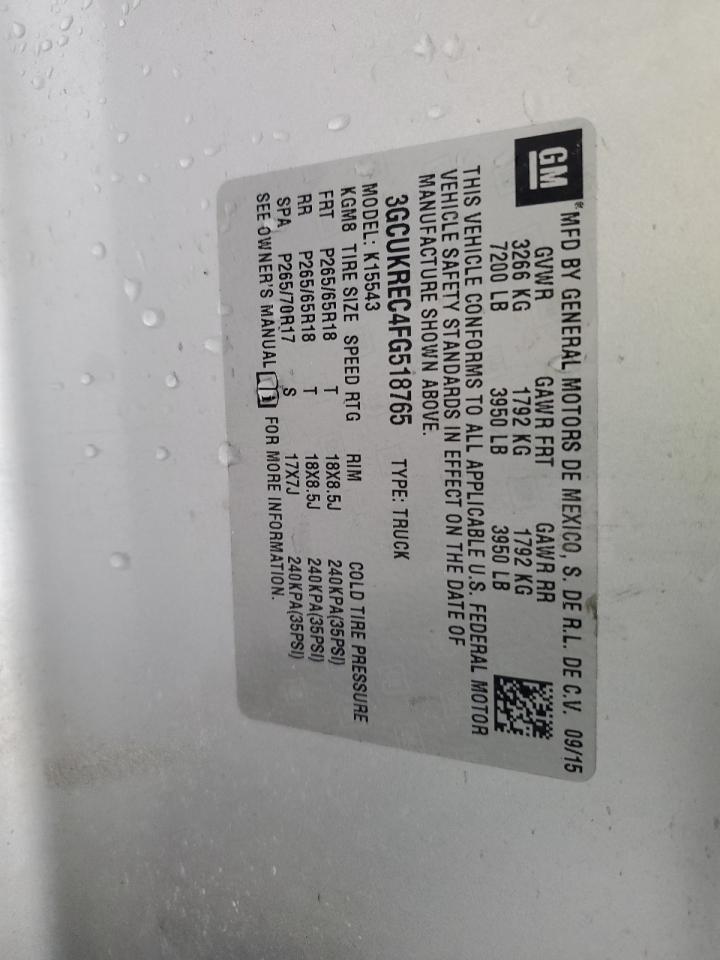 GM ® MFD BY GENERAL MOTORS DE MEXICO, S. DE R.L. DE C.V. 09/15
GVWR GAWR FRT GAWR RR
3266 KG 1792 KG 1792 KG
7200 LB 3950 LB 3950 LB
THIS VEHICLE CONFORMS TO ALL APPLICABLE U.S. FEDERAL MOTOR
VEHICLE SAFETY STANDARDS IN EFFECT ON THE DATE OF
MANUFACTURE SHOWN ABOVE.
3GCUKREC4FG518765 TYPE: TRUCK
MODEL: K15543
KGM8 TIRE SIZE SPEED RTG RIM COLD TIRE PRESSURE
FRT P265/65R18 T 18X8.5J 240KPA(35PSI)
RR P265/65R18 T 18X8.5J 240KPA(35PSI)
SPA P265/70R17 S 17X7J 240KPA(35PSI)
SEE OWNER'S MANUAL FOR MORE INFORMATION.